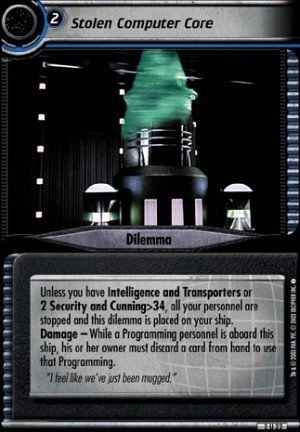 2
Stolen Computer Core
Dilemma
Unless you have Intelligence and Transporters or
2 Security and Cunning>34, all your personnel are
stopped and this dilemma is placed on your ship.
Damage – While a Programming personnel is aboard this
ship, his or her owner must discard a card from hand to use
that Programming.
"I feel like we've just been mugged."